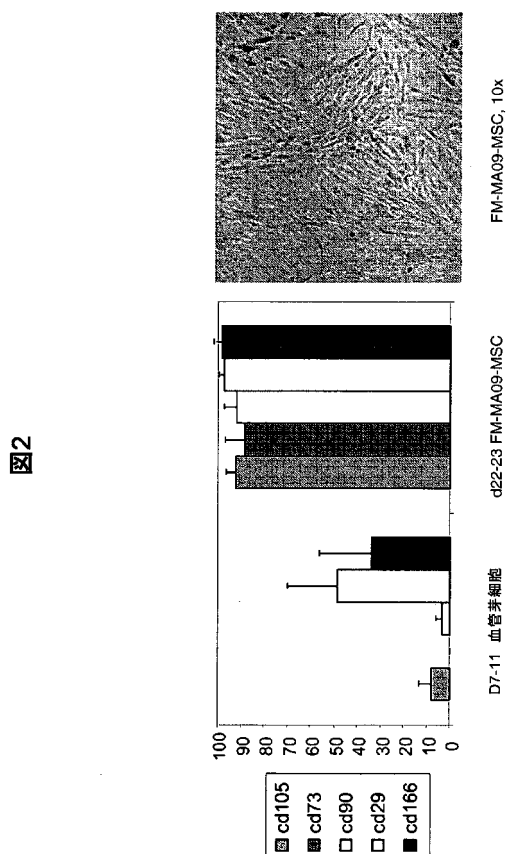 図2
cd105
cd73
cd90
cd29
cd166
100
90
80
70
60
50
40
30
20
10
0
D7-11 血管芽細胞
d22-23 FM-MA09-MSC
FM-MA09-MSC, 10x